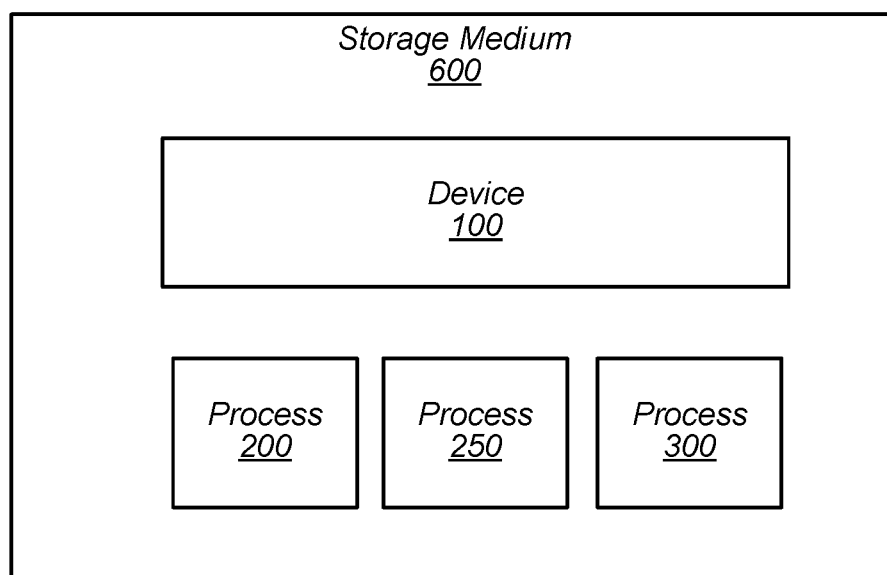 Storage Medium
600
Device
100
Process
200
Process
250
Process
300